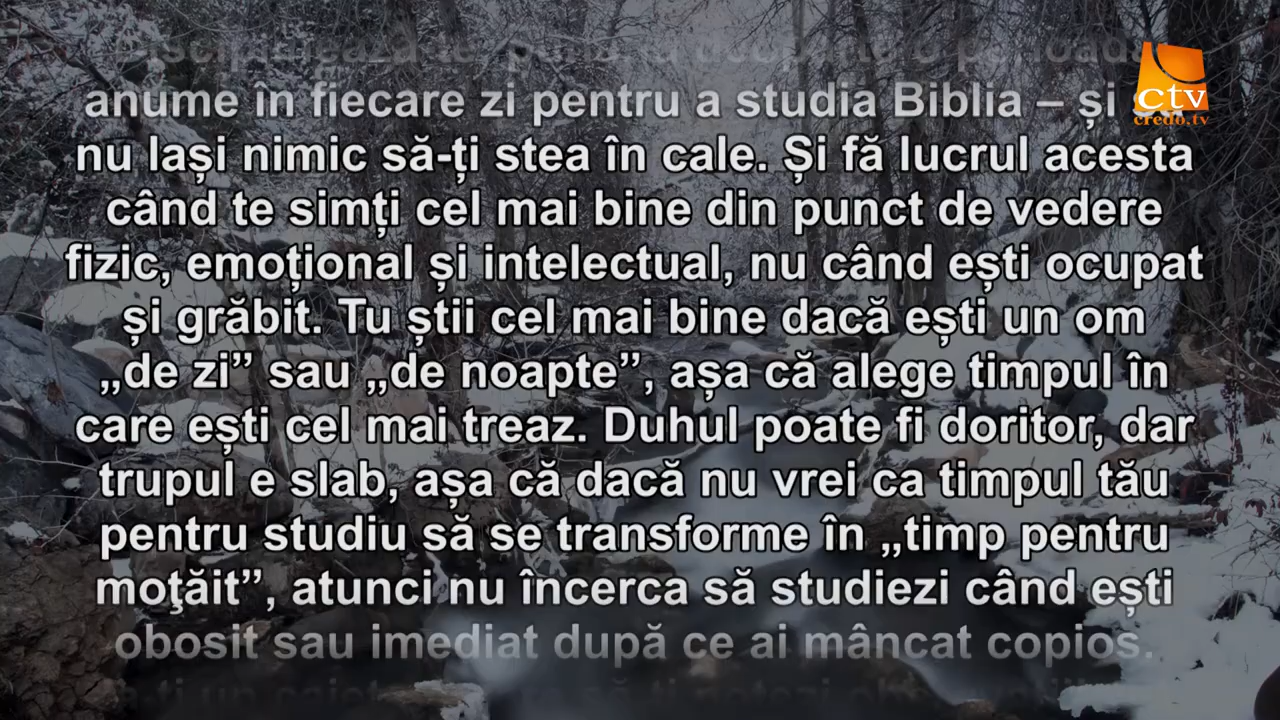 anume în fiecare zi pentru a studia Biblia – și
nu lași nimic să-ți stea în cale. Și fă lucrul acesta
când te simți cel mai bine din punct de vedere
fizic, emoțional și intelectual, nu când ești ocupat
și grăbit. Tu știi cel mai bine dacă ești un om
„de zi” sau „de noapte”, așa că alege timpul în
care ești cel mai treaz. Duhul poate fi doritor, dar
trupul e slab, așa că dacă nu vrei ca timpul tău
pentru studiu să se transforme în „timp pentru
moţăit”, atunci nu încerca să studiezi când ești
obosit sau imediat după ce ai mâncat copios.
ctv
credo.tv